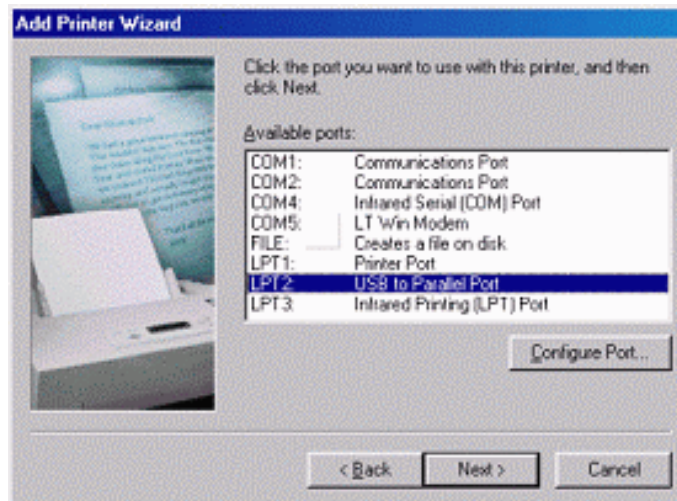 Add Printer Wizard
Click the port you want to use with this printer, and then
click Next.
Available ports:
COM1: Communications Port
COM2: Communications Port
COM4: Infrared Serial (COM) Port
COM5: LT Win Modem
FILE: Creates a file on disk
LPT1: Printer Port
LPT2: USB to Parallel Port
LPT3: Infrared Printing (LPT) Port
Configure Port...
< Back Next > Cancel